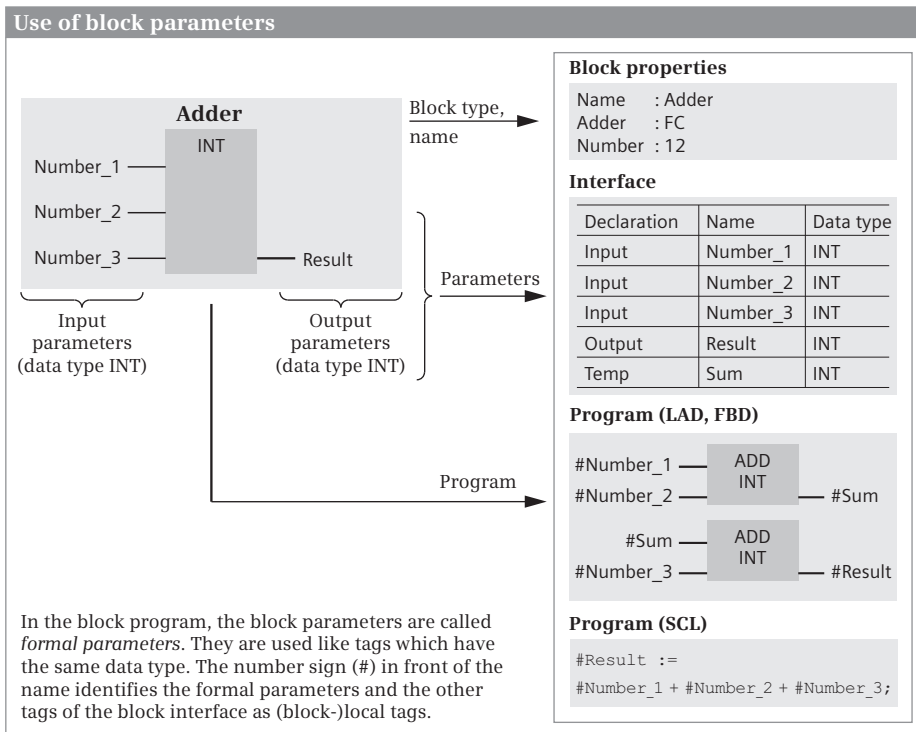 Use of block parameters
Adder
INT
Number_1
Number_2
Number_3
Result
Input
parameters
(data type INT)
Output
parameters
(data type INT)
Block type,
name
Parameters
Program
In the block program, the block parameters are called
formal parameters. They are used like tags which have
the same data type. The number sign (#) in front of the
name identifies the formal parameters and the other
tags of the block interface as (block-)local tags.
Block properties
Name : Adder
Adder : FC
Number : 12
Interface
Declaration Name Data type
Input Number_1 INT
Input Number_2 INT
Input Number_3 INT
Output Result INT
Temp Sum INT
Program (LAD, FBD)
#Number_1
#Number_2
ADD
INT
#Sum
#Sum
#Number_3
ADD
INT
#Result
Program (SCL)
#Result :=
#Number_1 + #Number_2 + #Number_3;